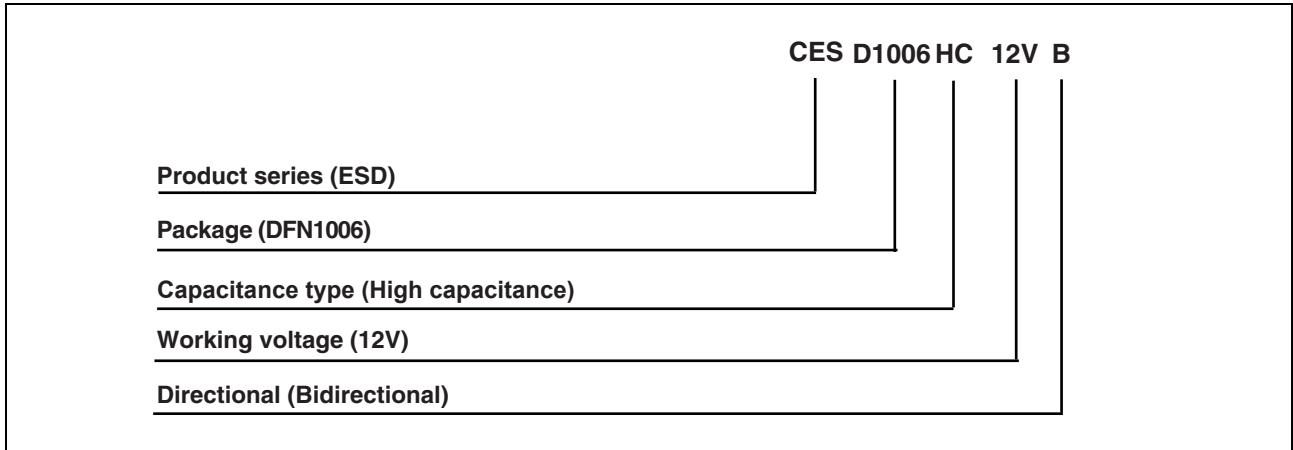 CES D1006 HC 12V B
Product series (ESD)
Package (DFN1006)
Capacitance type (High capacitance)
Working voltage (12V)
Directional (Bidirectional)